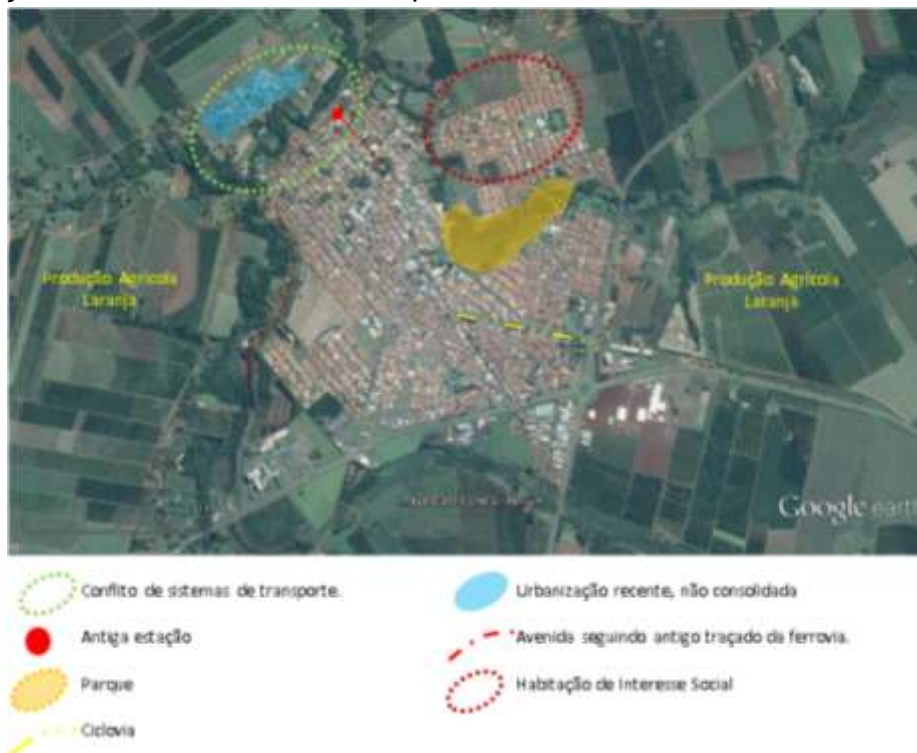 Produção Agrícola
Laranja
Produção Agrícola
Laranja
Google earth
Conflito de sistemas de transporte.
Urbanização recente, não consolidada
Antiga estação
Avenida seguindo antigo traçado da ferrovia.
Parque
Habitação de Interesse Social
Ciclovia